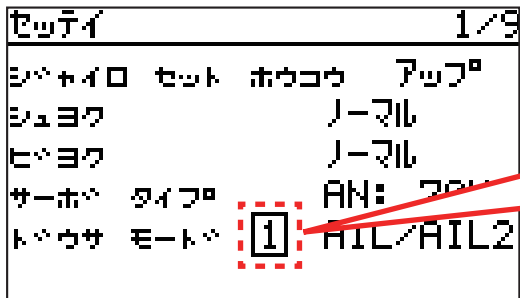 セッテイ 1/9
ジャイロ セット ホウコウ アップ
シュヨク ノーマル
ビヨク ノーマル
サーボ タイプ AN:
ドウサ モード 1 AIL/AIL2